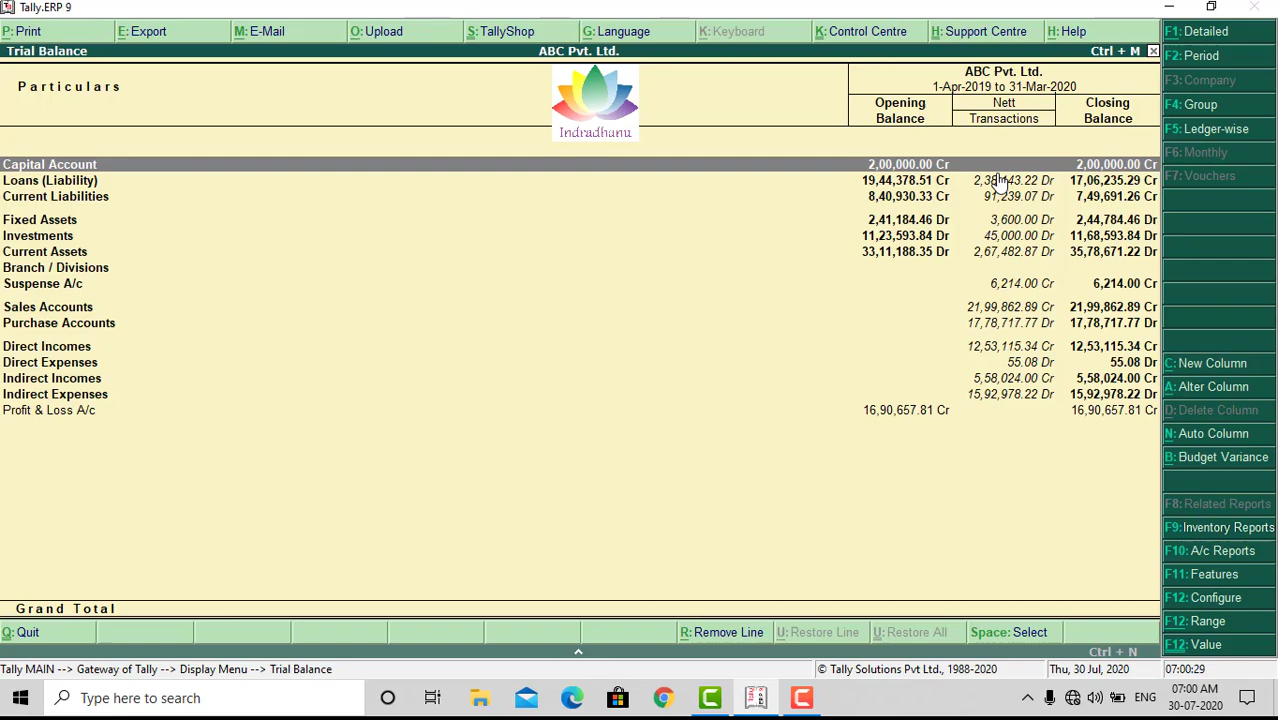 Tally.ERP 9
P: Print E: Export M: E-Mail O: Upload S: TallyShop G: Language K: Keyboard K: Control Centre H: Support Centre H: Help F1: Detailed
Trial Balance ABC Pvt. Ltd. Ctrl + M
F2: Period
Particulars ABC Pvt. Ltd.
1-Apr-2019 to 31-Mar-2020
F3: Company
Opening Nett Closing
Balance Transactions Balance
Indradhanu
F4: Group
F5: Ledger-wise
F6: Monthly
F7: Vouchers
Capital Account 2,00,000.00 Cr 2,00,000.00 Cr
Loans (Liability) 19,44,378.51 Cr 43.22 Dr 17,06,235.29 Cr
Current Liabilities 8,40,930.33 Cr 91,239.07 Dr 7,49,691.26 Cr
Fixed Assets 2,41,184.46 Dr 3,600.00 Dr 2,44,784.46 Dr
Investments 11,23,593.84 Dr 45,000.00 Dr 11,68,593.84 Dr
Current Assets 33,11,188.35 Dr 2,67,482.87 Dr 35,78,671.22 Dr
Branch / Divisions
Suspense A/c 6,214.00 Cr 6,214.00 Cr
Sales Accounts 21,99,862.89 Cr 21,99,862.89 Cr
Purchase Accounts 17,78,717.77 Dr 17,78,717.77 Dr
Direct Incomes 12,53,115.34 Cr 12,53,115.34 Cr
Direct Expenses 55.08 Dr 55.08 Dr
Indirect Incomes 5,58,024.00 Cr 5,58,024.00 Cr
Indirect Expenses 15,92,978.22 Dr 15,92,978.22 Dr
Profit & Loss A/c 16,90,657.81 Cr 16,90,657.81 Cr
C: New Column
A: Alter Column
D: Delete Column
N: Auto Column
B: Budget Variance
F8: Related Reports
F9: Inventory Reports
F10: A/c Reports
F11: Features
F12: Configure
F12: Range
F12: Value
Grand Total
Q: Quit R: Remove Line U: Restore Line U: Restore All Space: Select
Ctrl + N
Tally MAIN --> Gateway of Tally --> Display Menu --> Trial Balance © Tally Solutions Pvt Ltd., 1988-2020 Thu, 30 Jul, 2020 07:00:29
Type here to search ENG 07:00 AM
30-07-2020